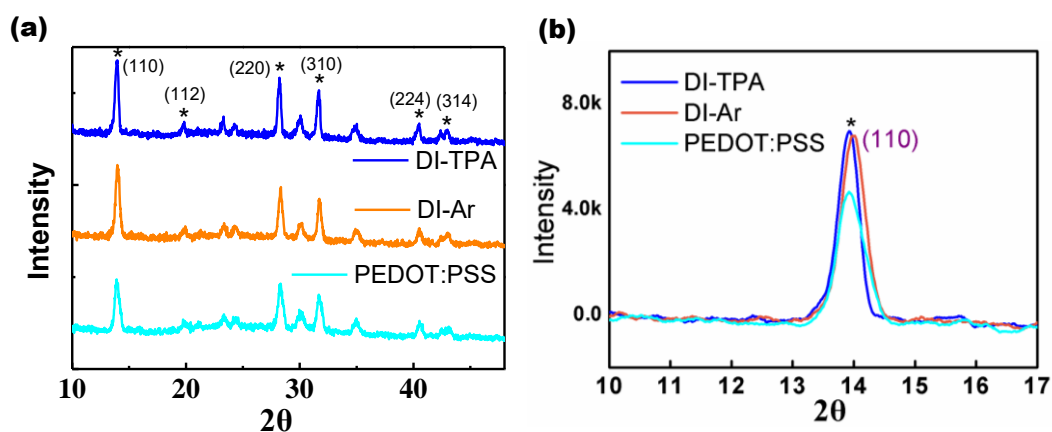 (a)
* (110)
* (112)
(220) *
(310) *
(224) *
(314) *
DI-TPA
DI-Ar
PEDOT:PSS
Intensity
10 20 30 40
2θ
(b)
DI-TPA
DI-Ar
PEDOT:PSS
* (110)
8.0k
4.0k
0.0
Intensity
10 11 12 13 14 15 16 17
2θ